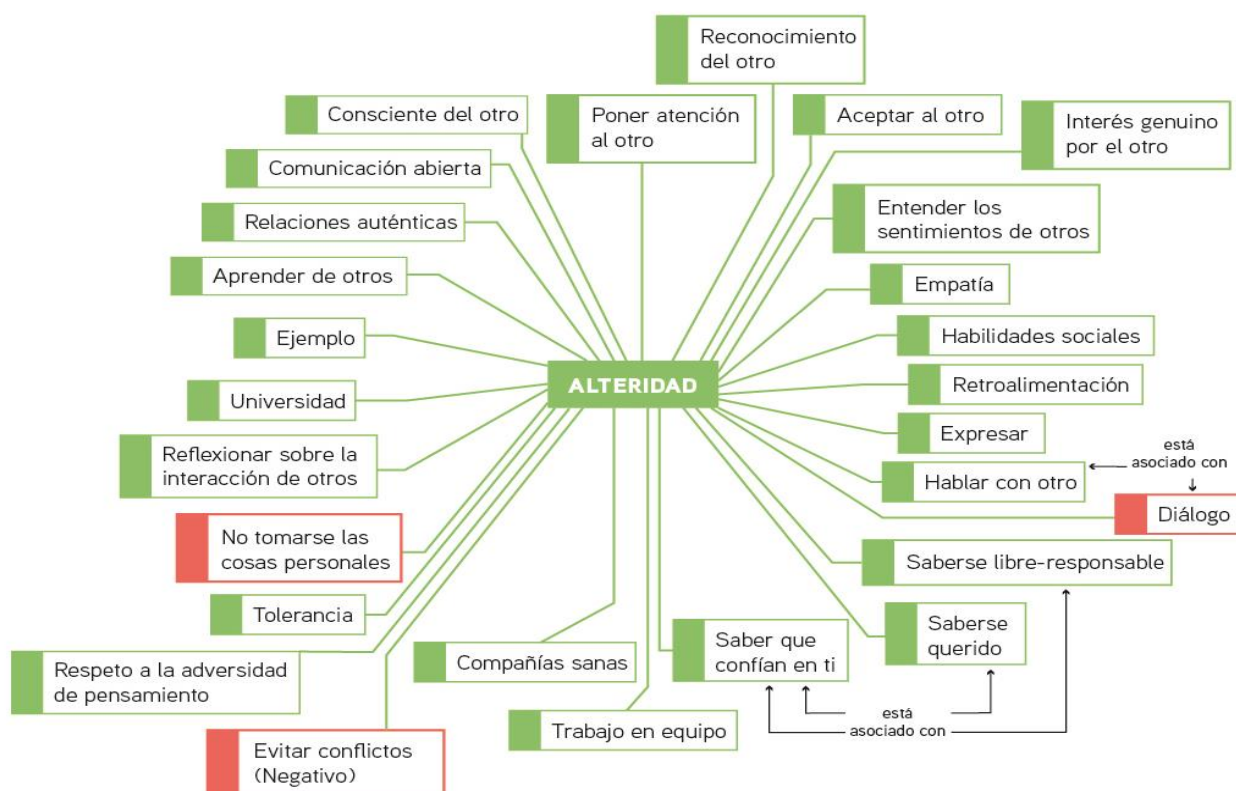 Reconocimiento
del otro
Consciente del otro
Poner atención
al otro
Aceptar al otro
Interés genuino
por el otro
Comunicación abierta
Relaciones auténticas
Entender los
sentimientos de otros
Aprender de otros
Empatía
Ejemplo
Habilidades sociales
ALTERIDAD
Universidad
Retroalimentación
Expresar
Reflexionar sobre la
interacción de otros
Hablar con otro
está
asociado con
Diálogo
No tomarse las
cosas personales
Saberse libre-responsable
Tolerancia
Saberse
querido
Saber que
confían en ti
Compañías sanas
Respeto a la adversidad
de pensamiento
está
asociado con
Trabajo en equipo
Evitar conflictos
(Negativo)